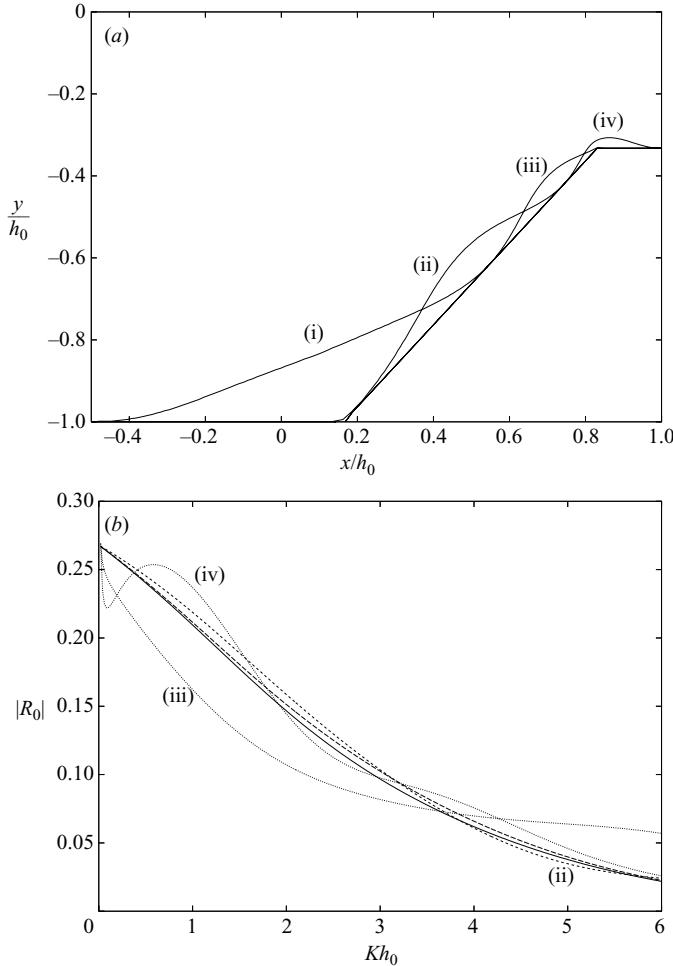 0
(a)
(iv)
–0.2
(iii)
–0.4
y
h0
(ii)
–0.6
(i)
–0.8
–1.0
–0.4 –0.2 0 0.2 0.4 0.6 0.8 1.0
x/h0
0.30
(b)
0.25
(iv)
0.20
(iii)
|R0|
0.15
0.10
0.05
(ii)
0 1 2 3 4 5 6
Kh0